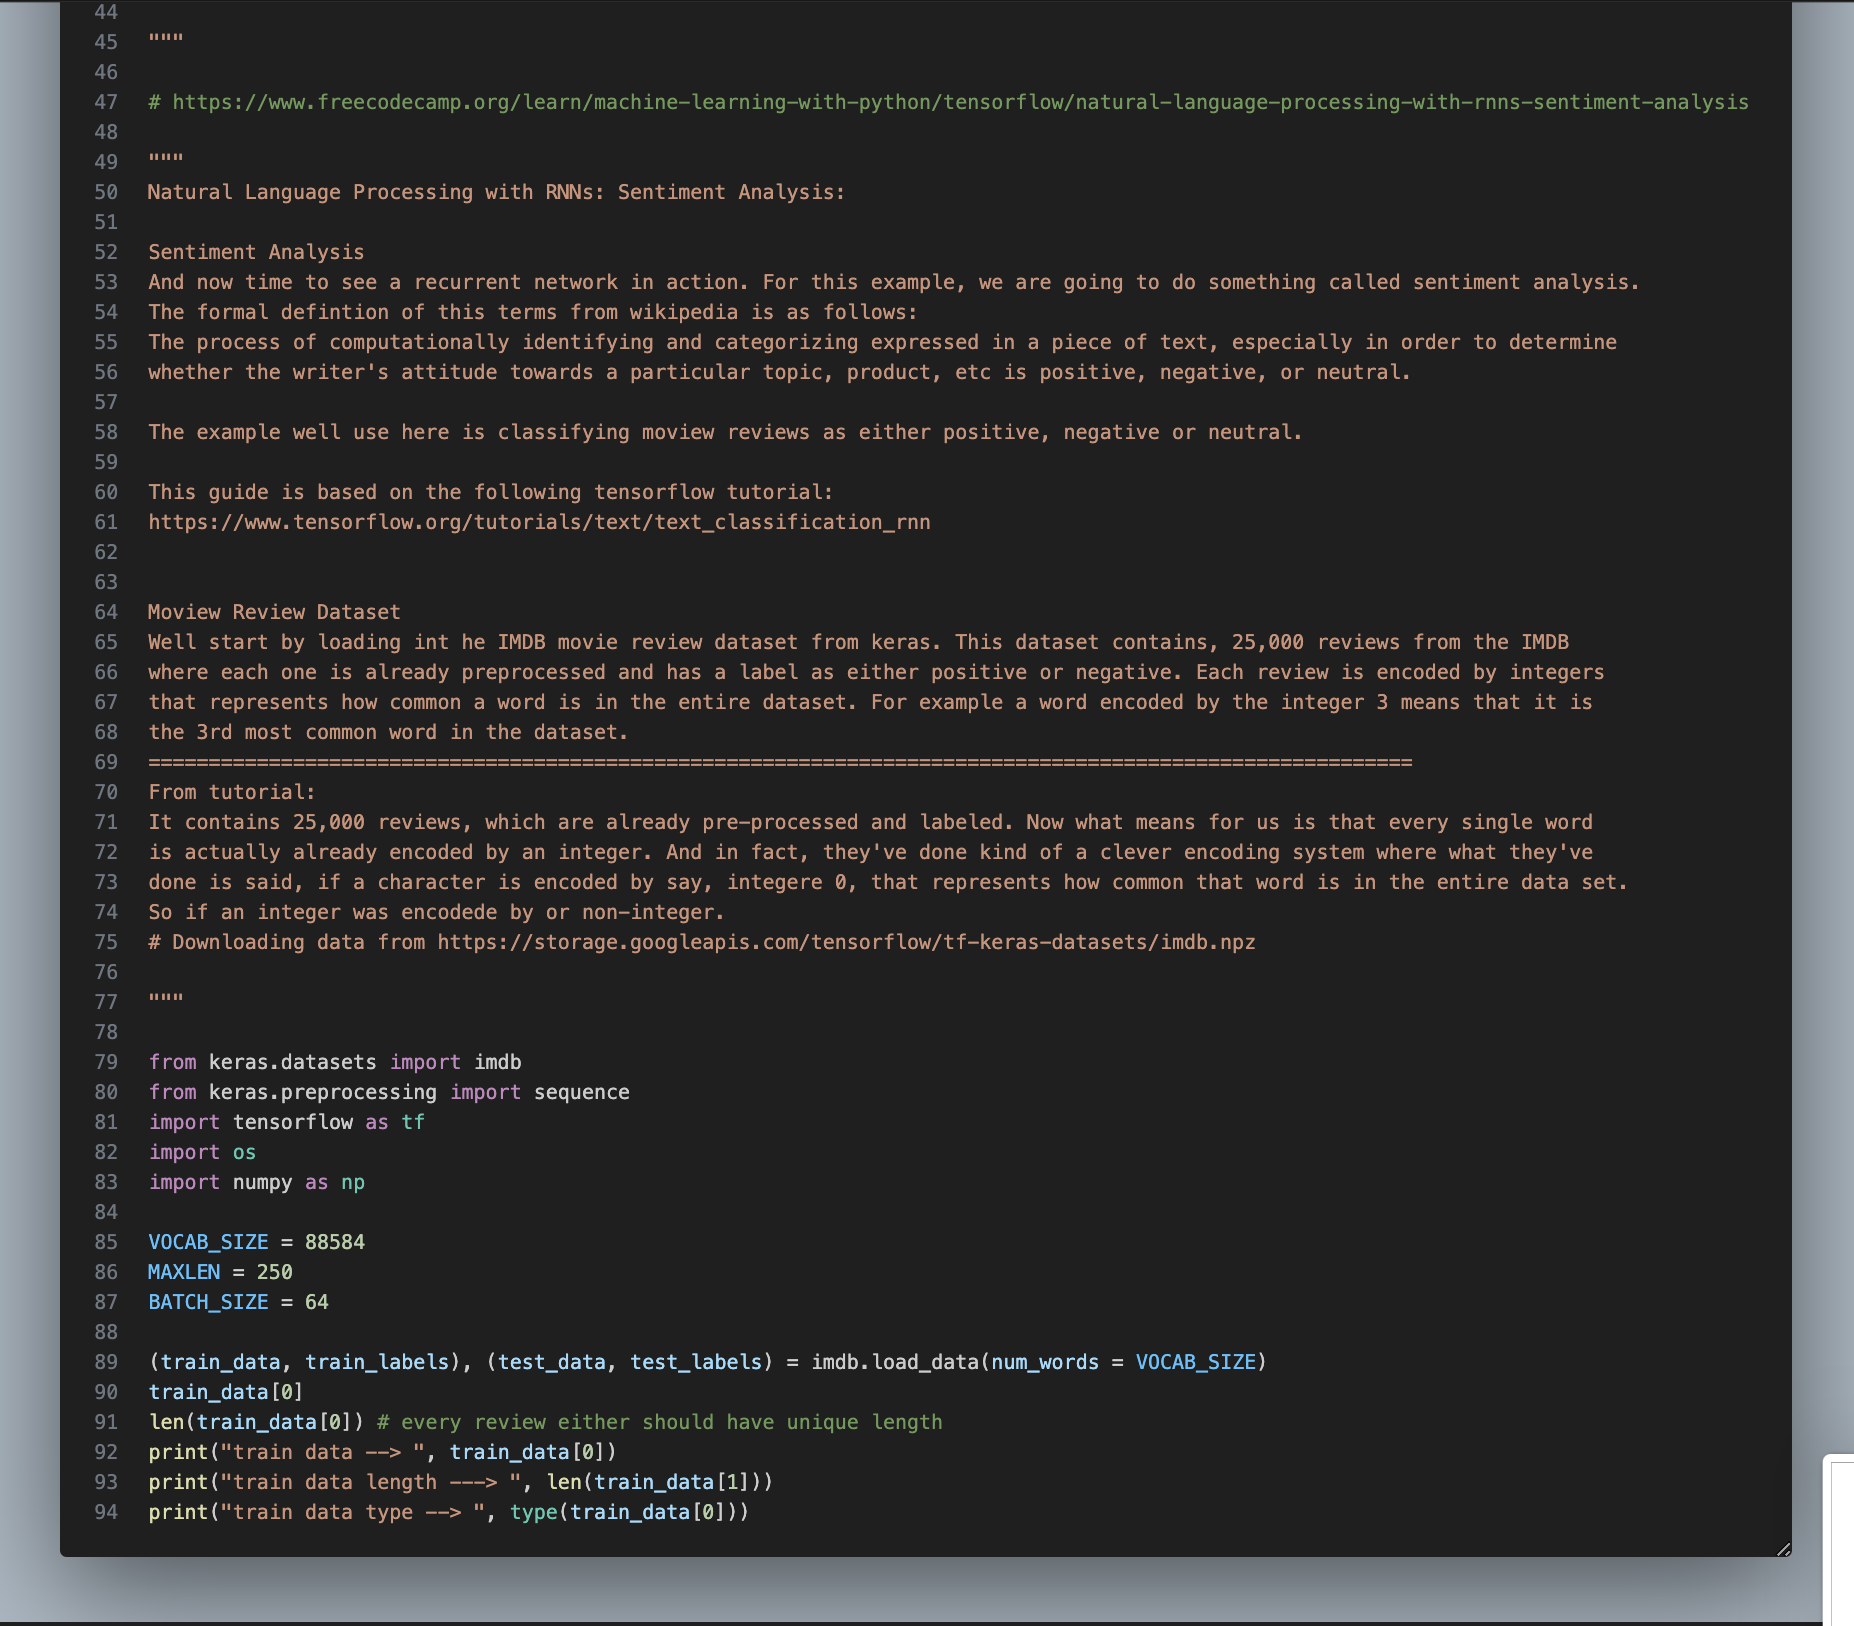 44
45 """
46
47 # https://www.freecodecamp.org/learn/machine-learning-with-python/tensorflow/natural-language-processing-with-rnns-sentiment-analysis
48
49 """
50 Natural Language Processing with RNNs: Sentiment Analysis:
51
52 Sentiment Analysis
53 And now time to see a recurrent network in action. For this example, we are going to do something called sentiment analysis.
54 The formal defintion of this terms from wikipedia is as follows:
55 The process of computationally identifying and categorizing expressed in a piece of text, especially in order to determine
56 whether the writer's attitude towards a particular topic, product, etc is positive, negative, or neutral.
57
58 The example well use here is classifying moview reviews as either positive, negative or neutral.
59
60 This guide is based on the following tensorflow tutorial:
61 https://www.tensorflow.org/tutorials/text/text_classification_rnn
62
63
64 Moview Review Dataset
65 Well start by loading int he IMDB movie review dataset from keras. This dataset contains, 25,000 reviews from the IMDB
66 where each one is already preprocessed and has a label as either positive or negative. Each review is encoded by integers
67 that represents how common a word is in the entire dataset. For example a word encoded by the integer 3 means that it is
68 the 3rd most common word in the dataset.
69 =========================================================================================================
70 From tutorial:
71 It contains 25,000 reviews, which are already pre-processed and labeled. Now what means for us is that every single word
72 is actually already encoded by an integer. And in fact, they've done kind of a clever encoding system where what they've
73 done is said, if a character is encoded by say, integere 0, that represents how common that word is in the entire data set.
74 So if an integer was encodede by or non-integer.
75 # Downloading data from https://storage.googleapis.com/tensorflow/tf-keras-datasets/imdb.npz
76
77 """
78
79 from keras.datasets import imdb
80 from keras.preprocessing import sequence
81 import tensorflow as tf
82 import os
83 import numpy as np
84
85 VOCAB_SIZE = 88584
86 MAXLEN = 250
87 BATCH_SIZE = 64
88
89 (train_data, train_labels), (test_data, test_labels) = imdb.load_data(num_words = VOCAB_SIZE)
90 train_data[0]
91 len(train_data[0]) # every review either should have unique length
92 print("train data --> ", train_data[0])
93 print("train data length ---> ", len(train_data[1]))
94 print("train data type --> ", type(train_data[0]))